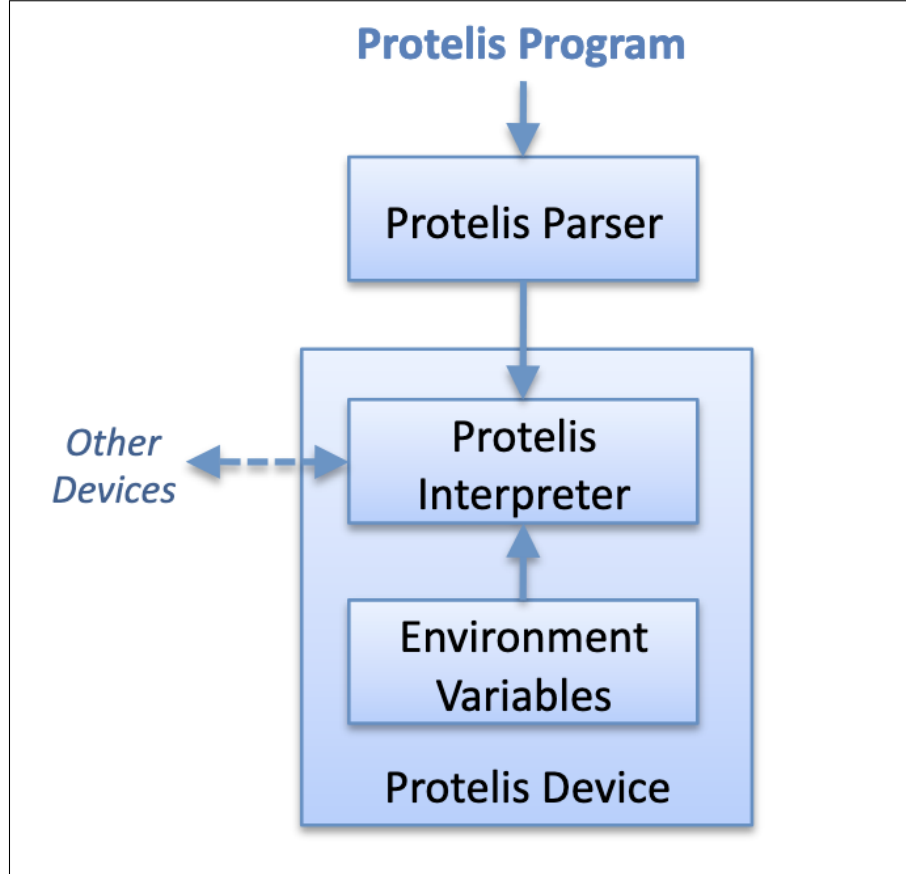 Protelis Program
Protelis Parser
Protelis
Interpreter
Other
Devices
Environment
Variables
Protelis Device